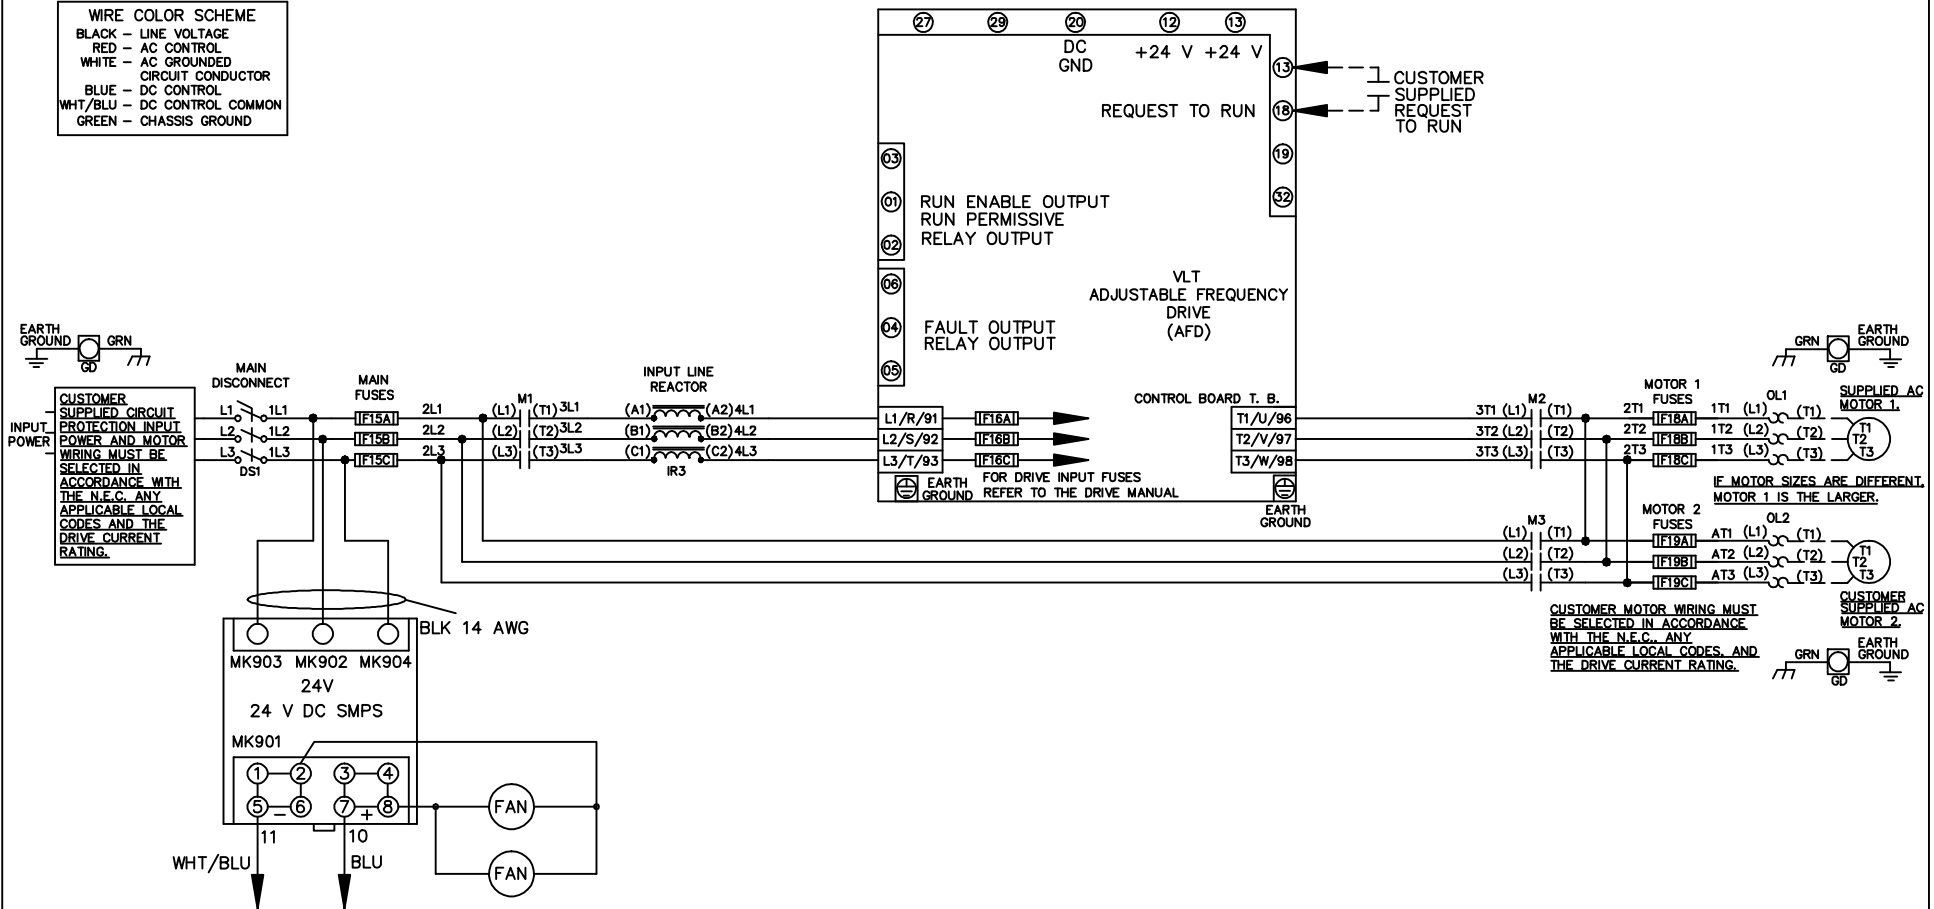 WIRE COLOR SCHEME
BLACK – LINE VOLTAGE
RED – AC CONTROL
WHITE – AC GROUNDED
CIRCUIT CONDUCTOR
BLUE – DC CONTROL
WHT/BLU – DC CONTROL COMMON
GREEN – CHASSIS GROUND
27 29 20 12 13
DC
GND
+24 V +24 V
13
REQUEST TO RUN 18
19
32
CUSTOMER
SUPPLIED
REQUEST
TO RUN
03
01
02
RUN ENABLE OUTPUT
RUN PERMISSIVE
RELAY OUTPUT
06
04
05
FAULT OUTPUT
RELAY OUTPUT
VLT
ADJUSTABLE FREQUENCY
DRIVE
(AFD)
CONTROL BOARD T. B.
EARTH
GROUND
GRN
GD
INPUT
POWER
CUSTOMER
SUPPLIED CIRCUIT
PROTECTION INPUT
POWER AND MOTOR
WIRING MUST BE
SELECTED IN
ACCORDANCE WITH
THE N.E.C. ANY
APPLICABLE LOCAL
CODES AND THE
DRIVE CURRENT
RATING.
MAIN
DISCONNECT
L1 1L1
L2 1L2
L3 1L3
DS1
MAIN
FUSES
F15A 2L1
F15B 2L2
F15C 2L3
M1
(L1) (T1) 3L1
(L2) (T2) 3L2
(L3) (T3) 3L3
INPUT LINE
REACTOR
(A1) (A2) 4L1
(B1) (B2) 4L2
(C1) (C2) 4L3
IR3
L1/R/91 F16A
L2/S/92 F16B
L3/T/93 F16C
EARTH
GROUND
FOR DRIVE INPUT FUSES
REFER TO THE DRIVE MANUAL
T1/U/96
T2/V/97
T3/W/98
EARTH
GROUND
M2
3T1 (L1) (T1)
3T2 (L2) (T2)
3T3 (L3) (T3)
MOTOR 1
FUSES
2T1 F18A 1T1
2T2 F18B 1T2
2T3 F18C 1T3
OL1
(L1) (T1)
(L2) (T2)
(L3) (T3)
GRN
GD
EARTH
GROUND
SUPPLIED AC
MOTOR 1.
T1
T2
T3
IF MOTOR SIZES ARE DIFFERENT,
MOTOR 1 IS THE LARGER.
M3
(L1) (T1)
(L2) (T2)
(L3) (T3)
MOTOR 2
FUSES
F19A AT1
F19B AT2
F19C AT3
OL2
(L1) (T1)
(L2) (T2)
(L3) (T3)
T1
T2
T3
CUSTOMER
SUPPLIED AC
MOTOR 2.
CUSTOMER MOTOR WIRING MUST
BE SELECTED IN ACCORDANCE
WITH THE N.E.C., ANY
APPLICABLE LOCAL CODES, AND
THE DRIVE CURRENT RATING.
GRN
GD
EARTH
GROUND
BLK 14 AWG
MK903 MK902 MK904
24V
24 V DC SMPS
MK901
1 2 3 4
5 – 6 7 + 8
11 10
WHT/BLU BLU
FAN
FAN